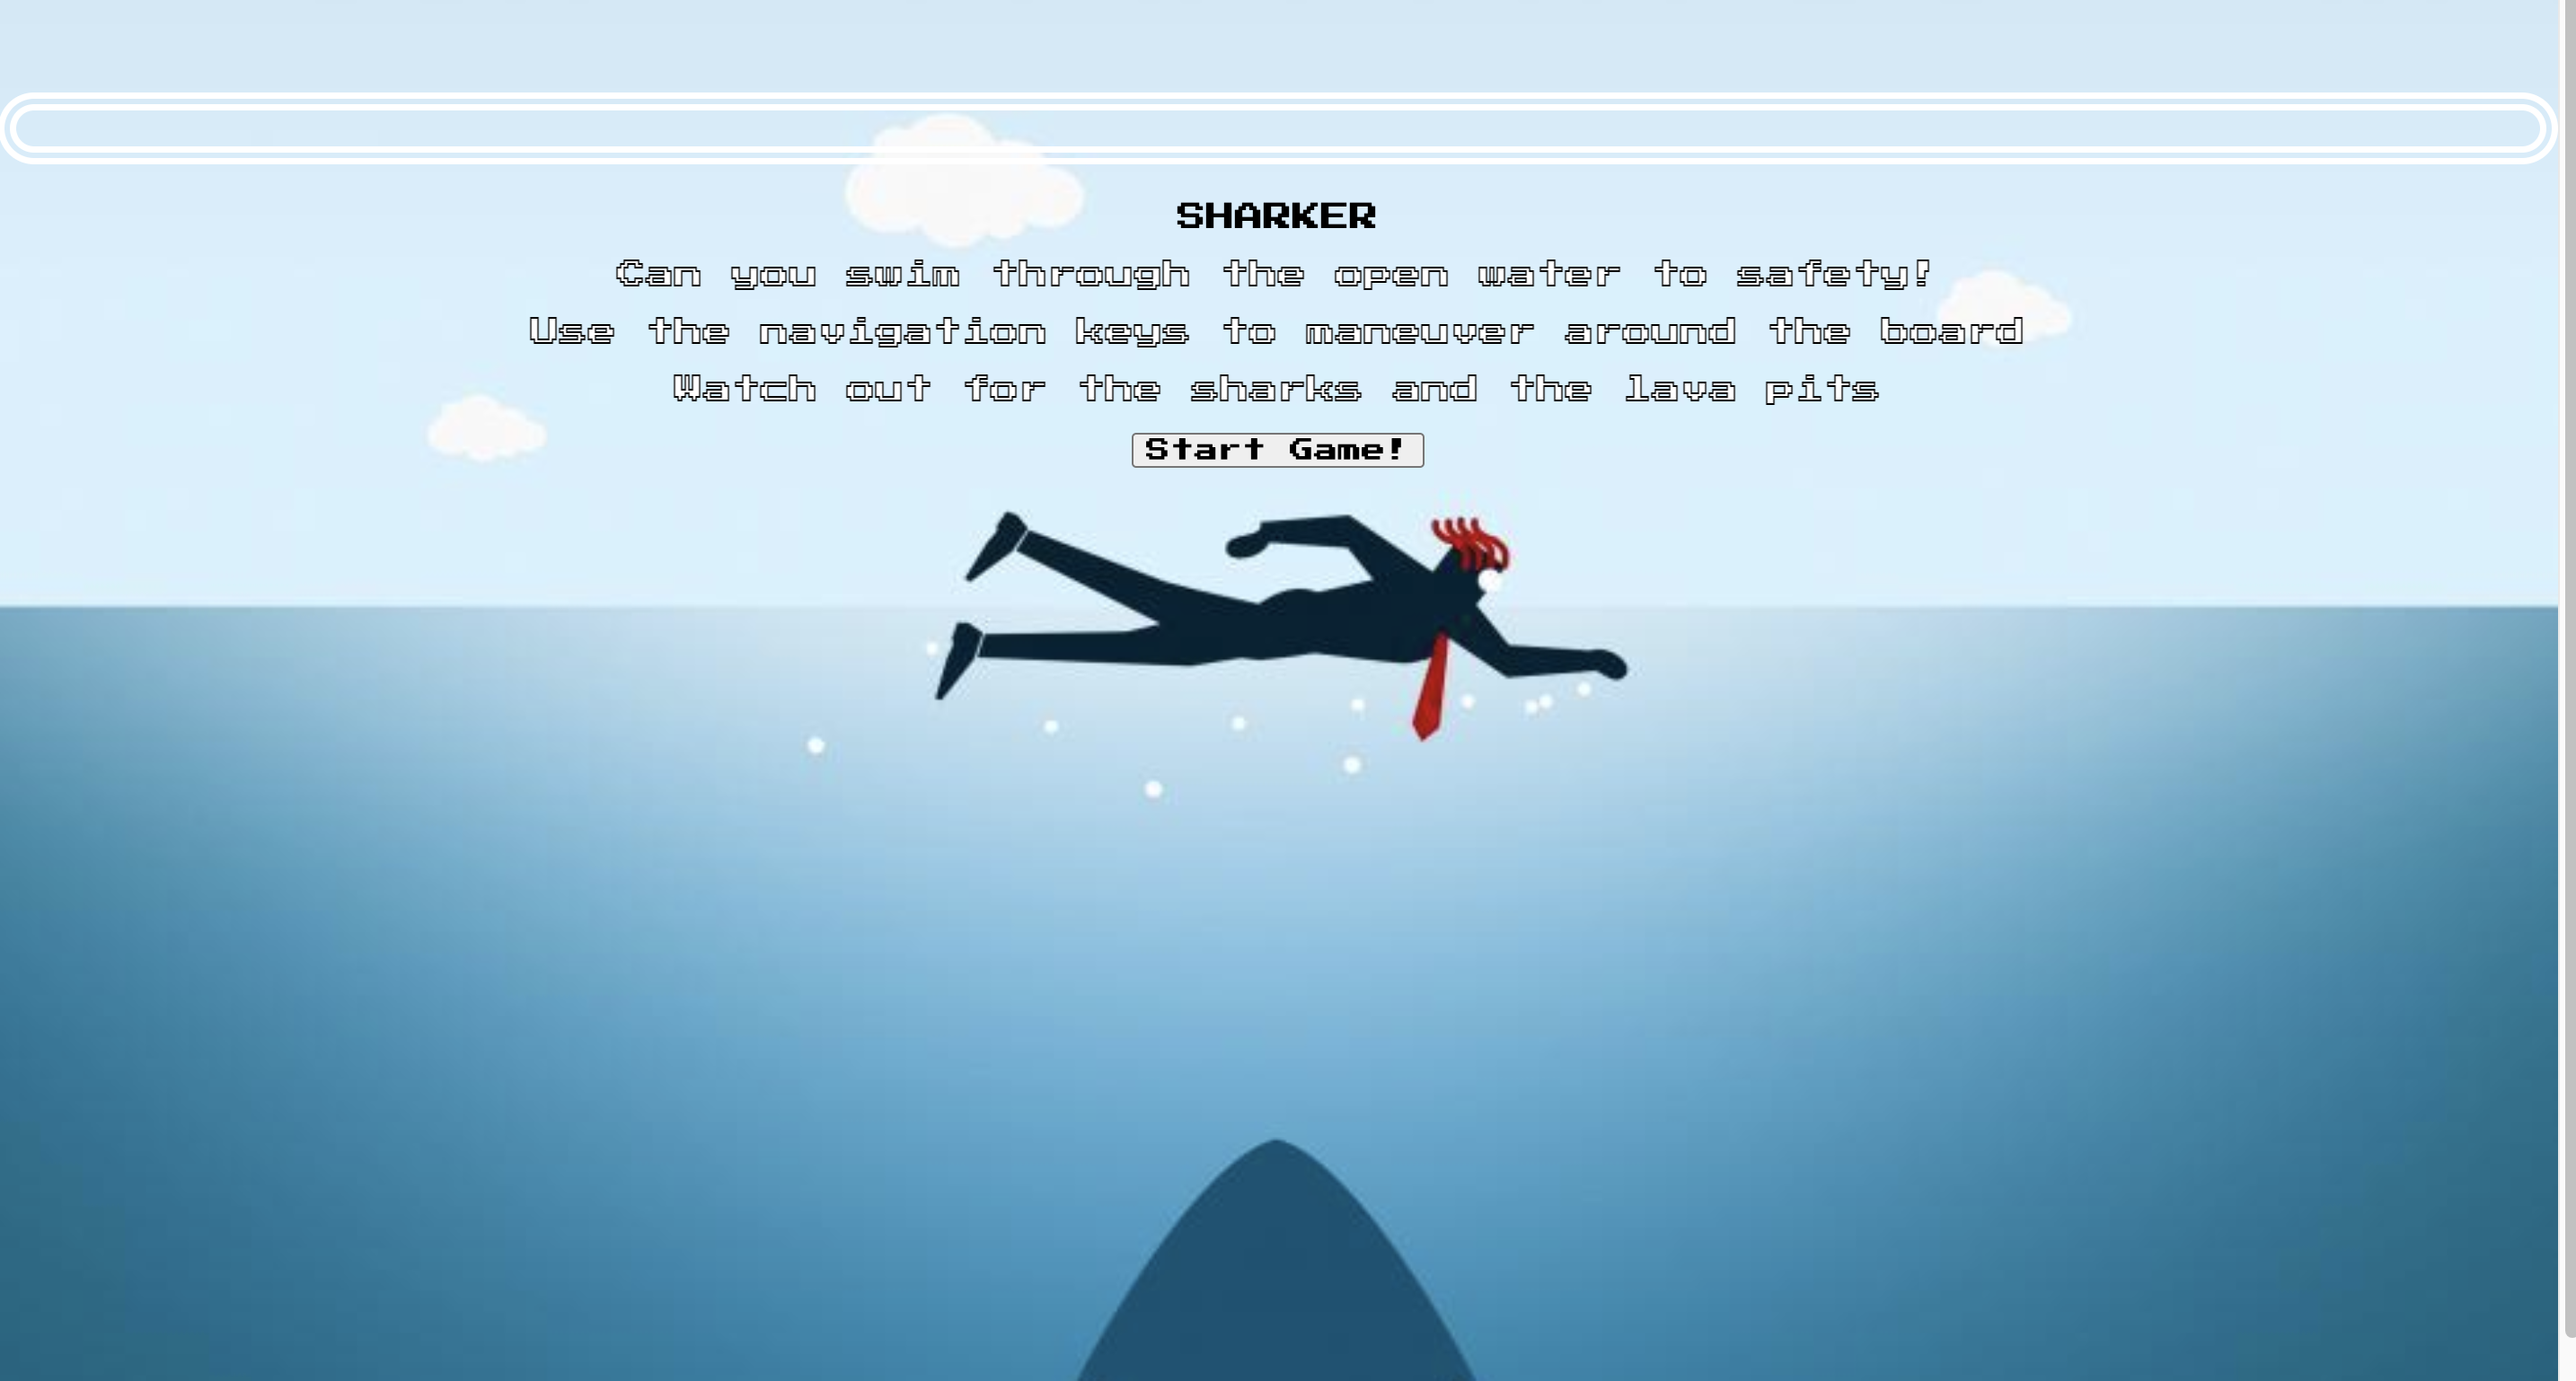 SHARKER
Can you swim through the open water to safety!
Use the navigation keys to maneuver around the board
Watch out for the sharks and the lava pits
Start Game!